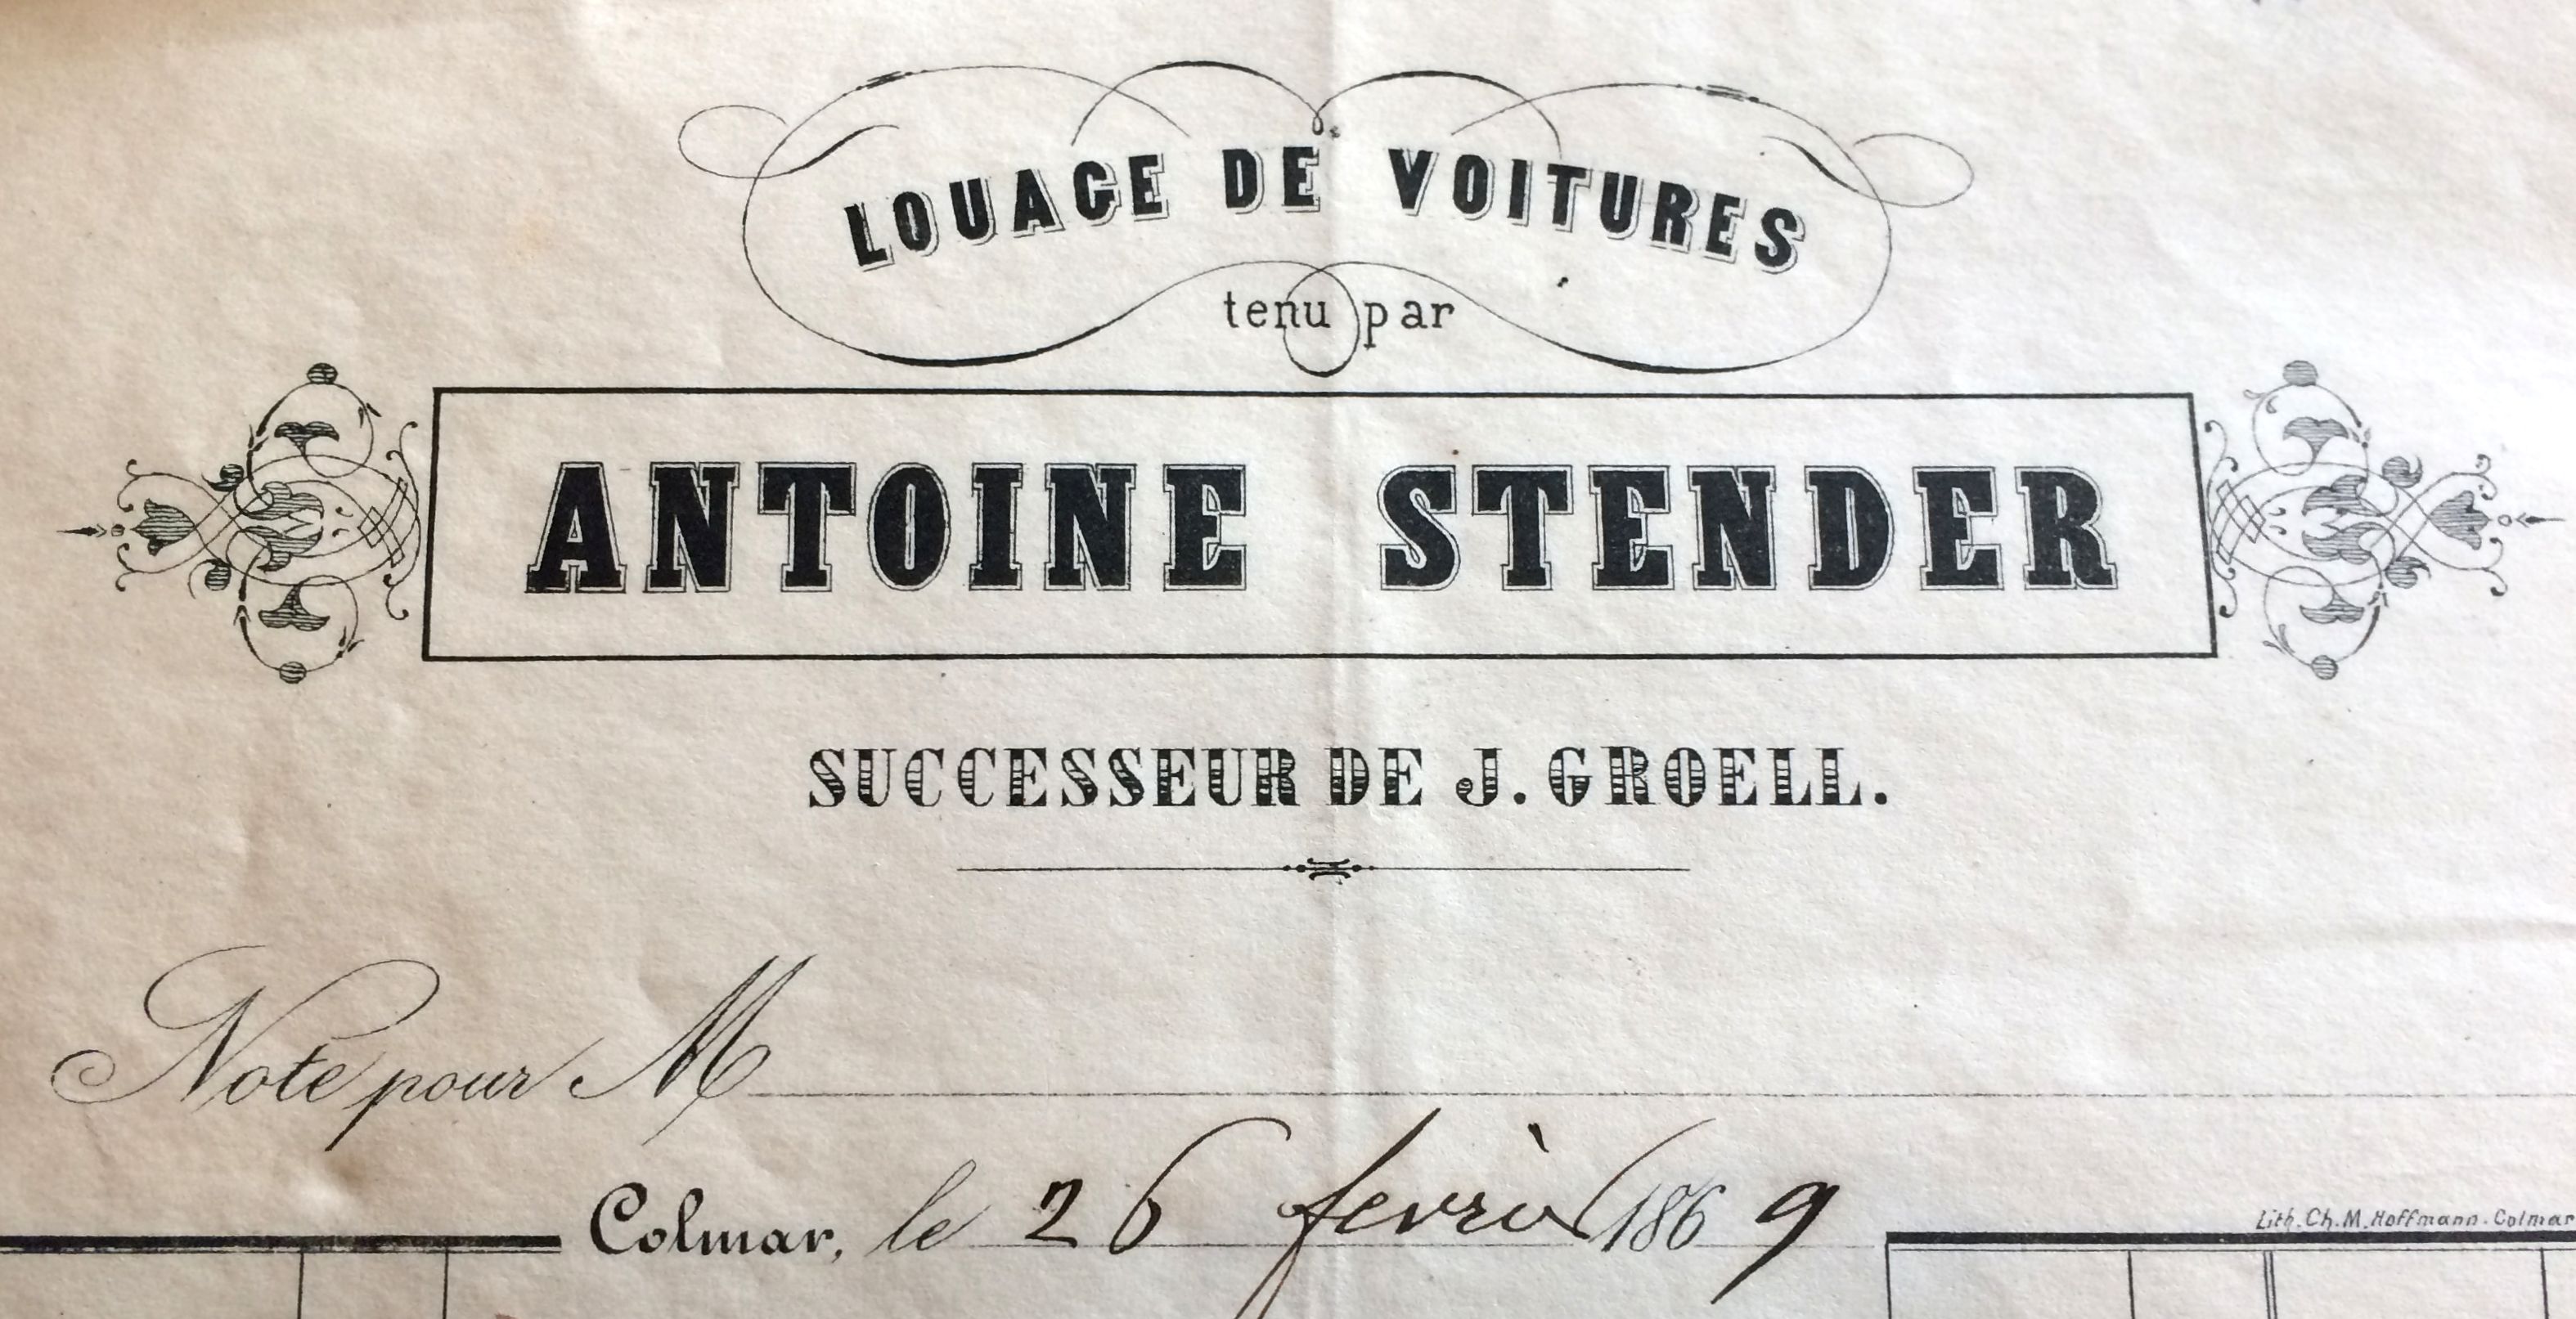 LOUAGE DE VOITURES
tenu par
ANTOINE STENDER
SUCCESSEUR DE J. GROELL.
Note pour M
Colmar, le 26 fevrier 1869
Lith. Ch. M. Hoffmann. Colmar